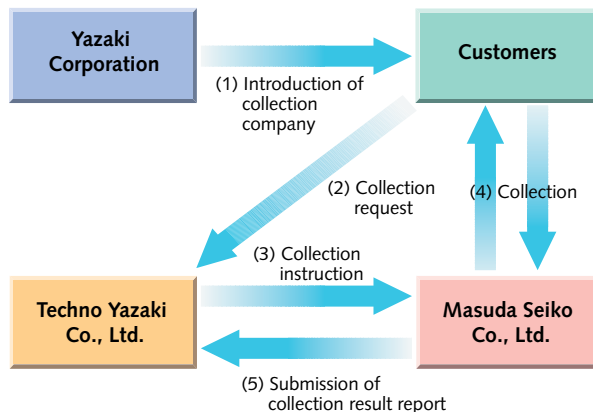 Yazaki
Corporation
Customers
(1) Introduction of
collection
company
(2) Collection
request
(4) Collection
(3) Collection
instruction
Techno Yazaki
Co., Ltd.
Masuda Seiko
Co., Ltd.
(5) Submission of
collection result report